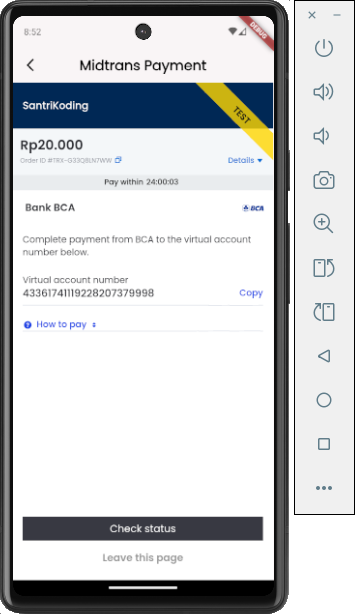 8:52
DEBUG
Midtrans Payment
SantriKoding
TEST
Rp20.000
Order ID #TRX-G33Q8LN7WW
Details
Pay within 24:00:03
Bank BCA
BCA
Complete payment from BCA to the virtual account
number below.
Virtual account number
43361741119228207379998
Copy
How to pay
Check status
Leave this page